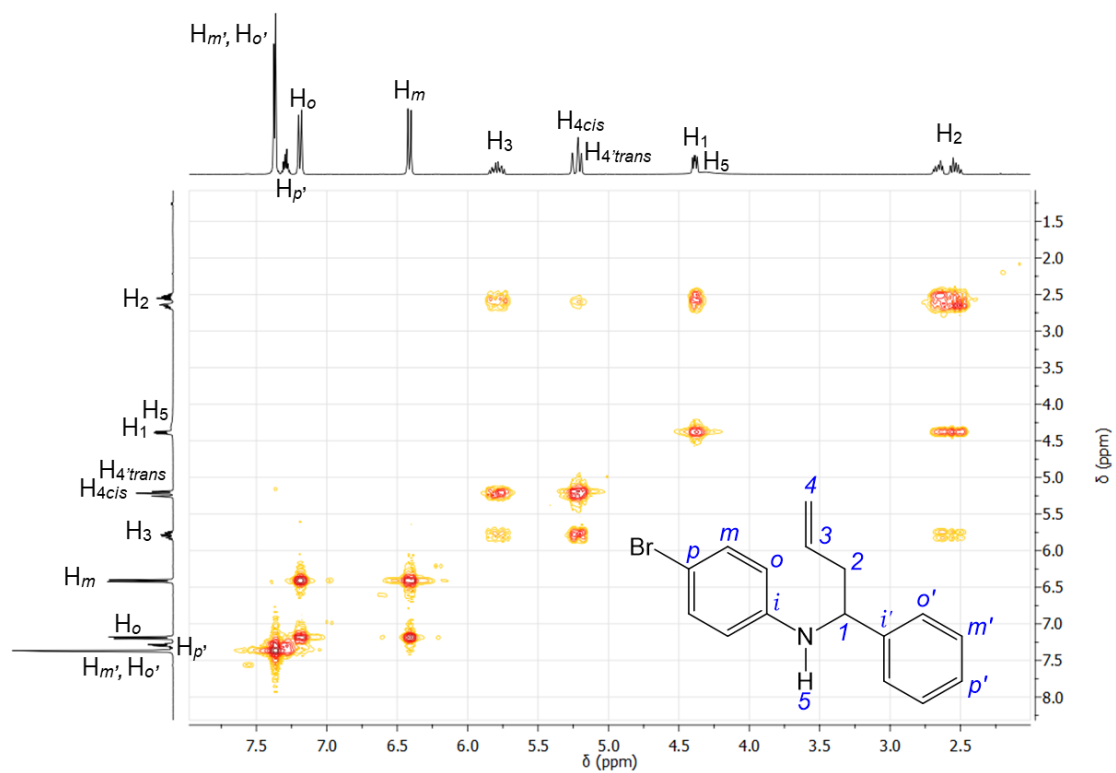 Hm', Ho'
Ho
Hp'
Hm
H3
H4cis
H4'trans
H1
H5
H2
H2
H5
H1
H4'trans
H4cis
H3
Hm
Ho
Hp'
Hm', Ho'
1.5
2.0
2.5
3.0
3.5
4.0
4.5
5.0
5.5
6.0
6.5
7.0
7.5
8.0
δ (ppm)
4
3
2
Br
p
m
o
i
N
H
5
1
i'
o'
m'
p'
7.5 7.0 6.5 6.0 5.5 5.0 4.5 4.0 3.5 3.0 2.5
δ (ppm)